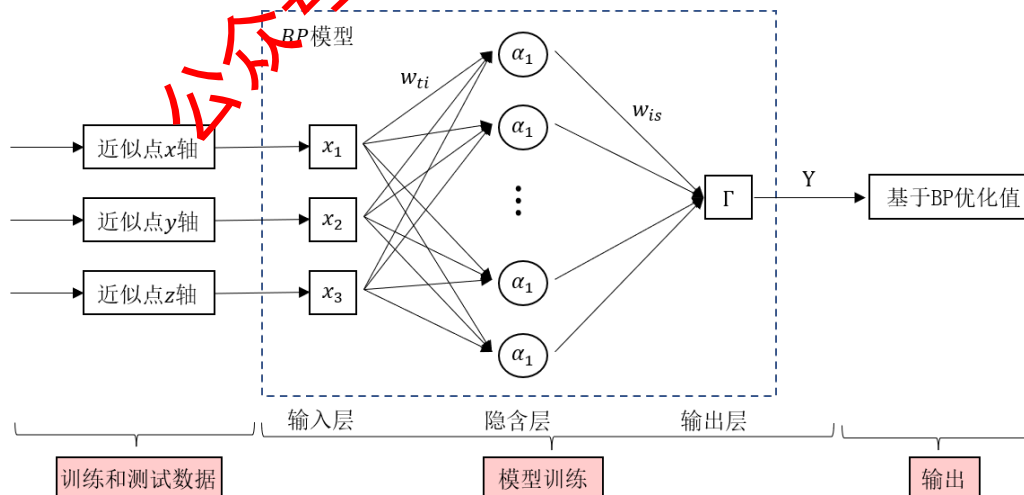 公众
BP模型
w_ti
α₁
w_is
α₁
近似点x轴
x₁
Y
Γ
近似点y轴
x₂
基于BP优化值
近似点z轴
x₃
α₁
α₁
输入层
隐含层
输出层
训练和测试数据
模型训练
输出